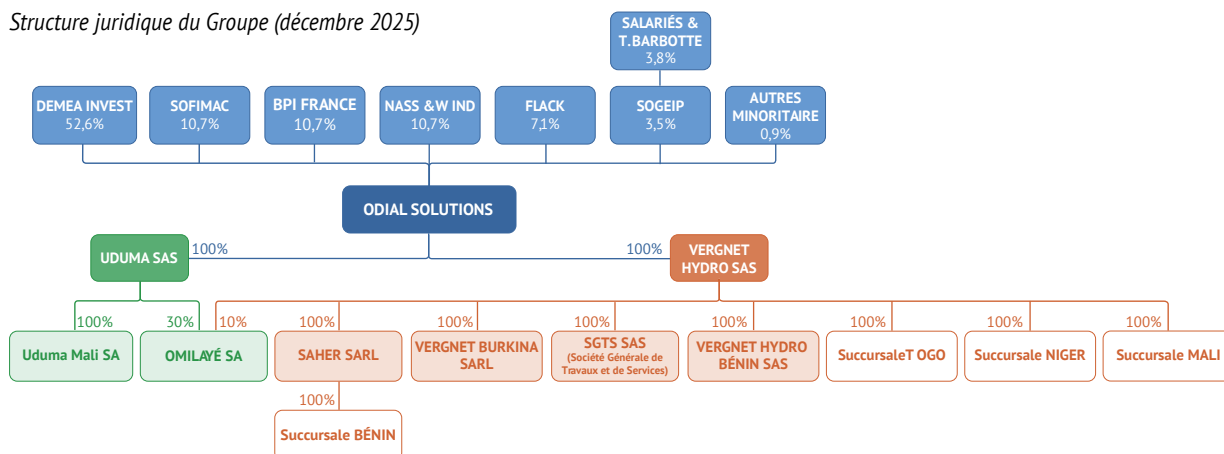 Structure juridique du Groupe (décembre 2025)
SALARIÉS &
T.BARBOTTE
3,8%
DEMEA INVEST
52,6%
SOFIMAC
10,7%
BPI FRANCE
10,7%
NASS &W IND
10,7%
FLACK
7,1%
SOGEIP
3,5%
AUTRES
MINORITAIRE
0,9%
ODIAL SOLUTIONS
UDUMA SAS
100%
100%
VERGNET
HYDRO SAS
100%
Uduma Mali SA
30%
10%
OMILAYÉ SA
100%
SAHER SARL
100%
VERGNET BURKINA
SARL
100%
SGTS SAS
(Société Générale de
Travaux et de Services)
100%
VERGNET HYDRO
BÉNIN SAS
100%
SuccursaleT OGO
100%
Succursale NIGER
100%
Succursale MALI
100%
Succursale BÉNIN